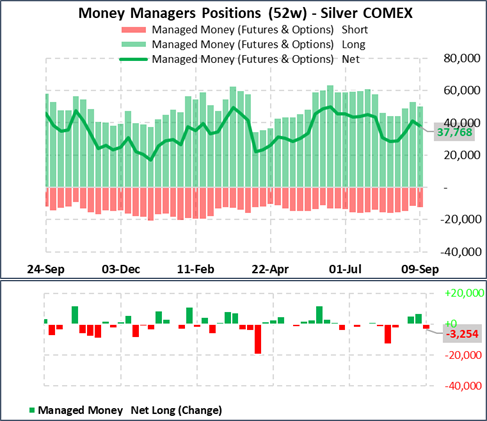 Money Managers Positions (52w) - Silver COMEX
Managed Money (Futures & Options) Short
Managed Money (Futures & Options) Long
Managed Money (Futures & Options) Net
80,000
60,000
40,000
37,768
20,000
-
-20,000
-40,000
24-Sep 03-Dec 11-Feb 22-Apr 01-Jul 09-Sep
+20,000
+0
-3,254
-20,000
-40,000
Managed Money Net Long (Change)